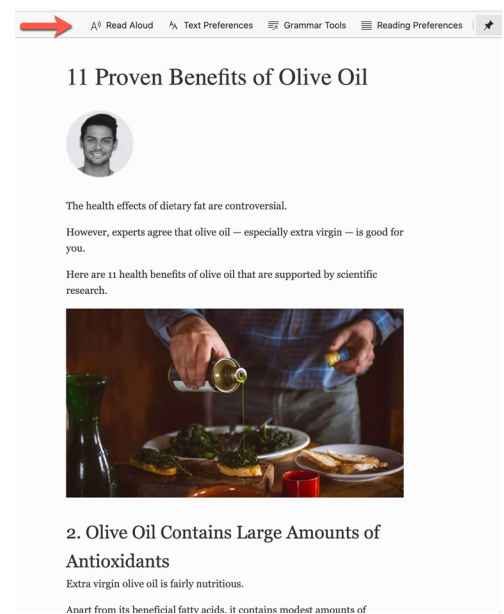 Read Aloud Text Preferences Grammar Tools Reading Preferences
11 Proven Benefits of Olive Oil
The health effects of dietary fat are controversial.
However, experts agree that olive oil — especially extra virgin — is good for
you.
Here are 11 health benefits of olive oil that are supported by scientific
research.
2. Olive Oil Contains Large Amounts of
Antioxidants
Extra virgin olive oil is fairly nutritious.
Apart from its beneficial fatty acids, it contains modest amounts of